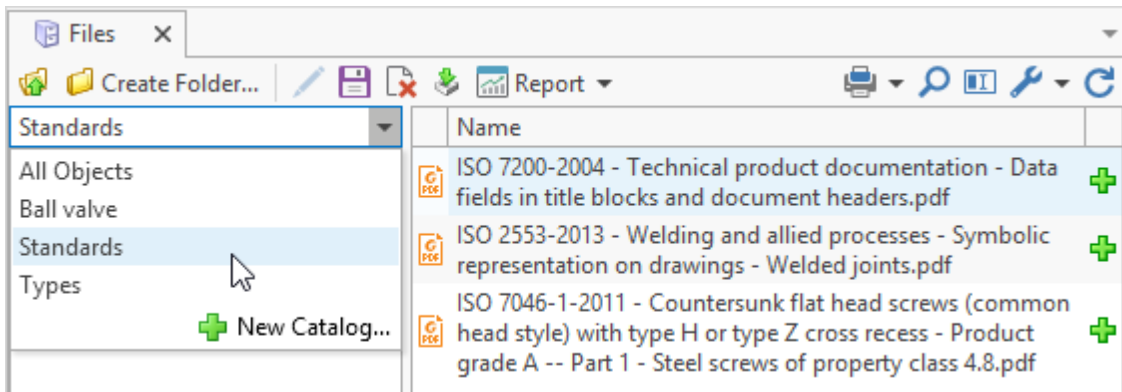 Files
Create Folder...
Report
Standards
All Objects
Ball valve
Standards
Types
New Catalog...
Name
ISO 7200-2004 - Technical product documentation - Data
fields in title blocks and document headers.pdf
ISO 2553-2013 - Welding and allied processes - Symbolic
representation on drawings - Welded joints.pdf
ISO 7046-1-2011 - Countersunk flat head screws (common
head style) with type H or type Z cross recess - Product
grade A -- Part 1 - Steel screws of property class 4.8.pdf